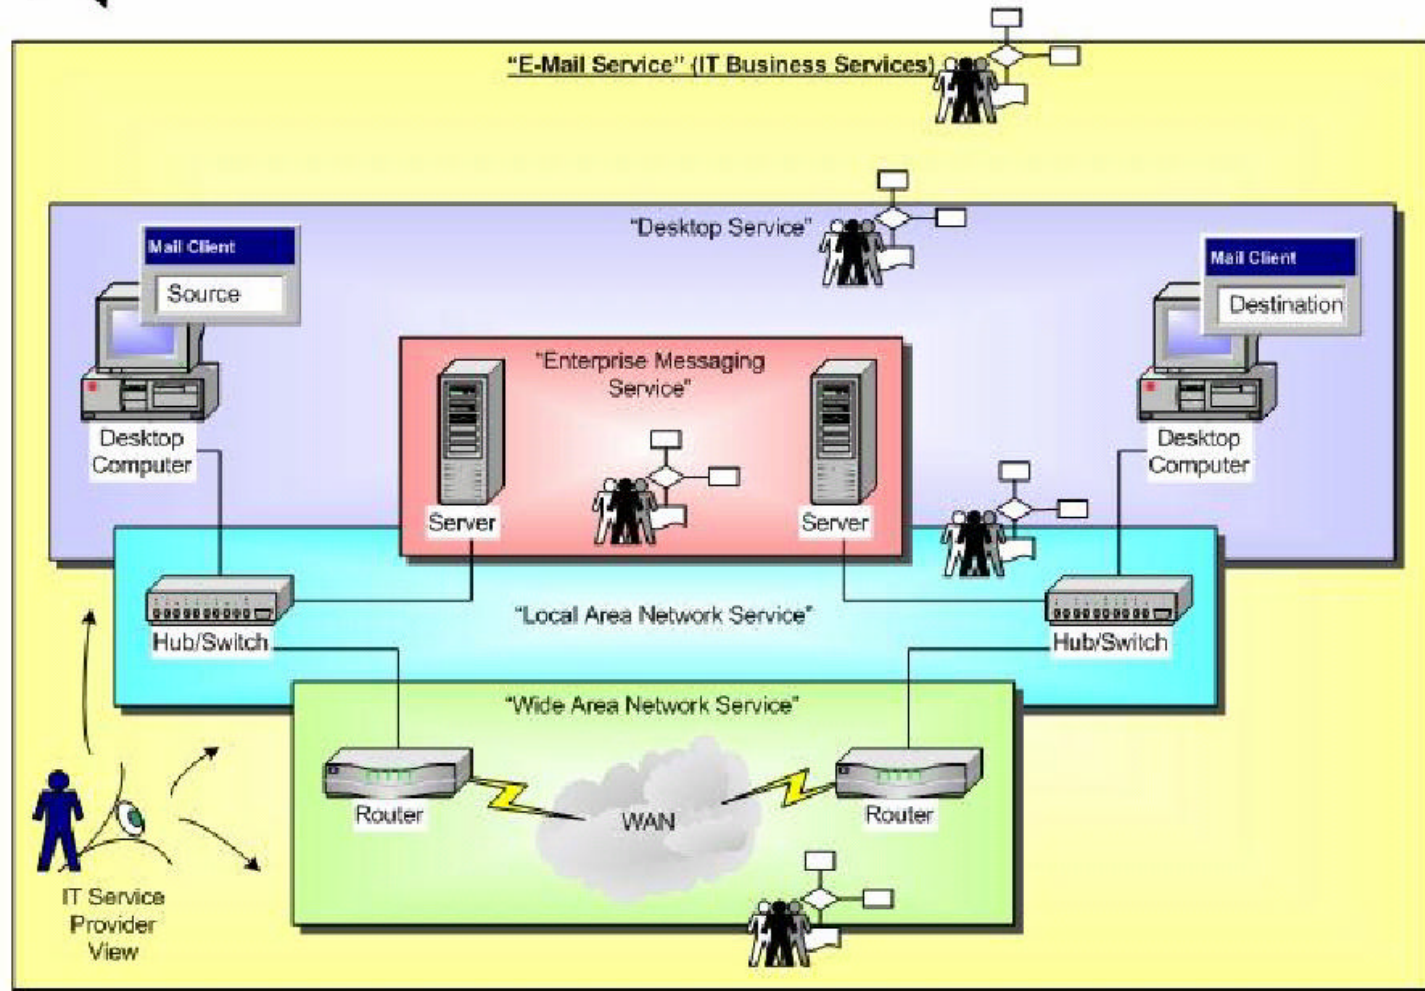 “E-Mail Service” (IT Business Services)
“Desktop Service”
Mail Client
Source
Mail Client
Destination
“Enterprise Messaging
Service”
Desktop
Computer
Desktop
Computer
Server
Server
“Local Area Network Service”
Hub/Switch
Hub/Switch
“Wide Area Network Service”
Router
WAN
Router
IT Service
Provider
View